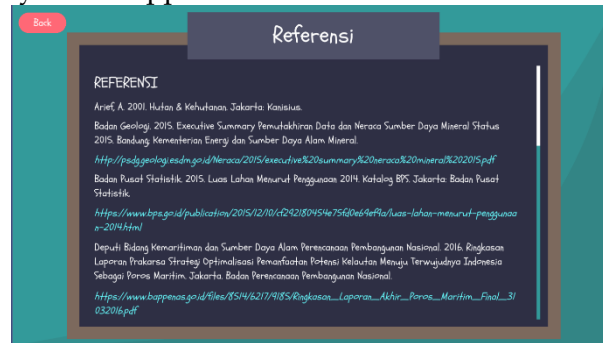 Back
Referensi
REFERENSI
Arief, A. 2001. Hutan & Kehutanan. Jakarta: Kanisius.
Badan Geologi. 2015. Executive Summary Pemutakhiran Data dan Neraca Sumber Daya Mineral Status
2015. Bandung: Kementerian Energi dan Sumber Daya Alam Mineral.
http://psdg.geologi.esdm.go.id/Neraca/2015/executive%20summary%20neraca%20mineral%202015.pdf
Badan Pusat Statistik. 2015. Luas Lahan Menurut Penggunaan 2014. Katalog BPS. Jakarta: Badan Pusat
Statistik.
https://www.bps.go.id/publication/2015/12/10/cf292180454e75fd0e69ef9a/luas-lahan-menurut-penggunaa
n-2014.html
Deputi Bidang Kemaritiman dan Sumber Daya Alam Perencanaan Pembangunan Nasional. 2016. Ringkasan
Laporan Prakarsa Strategi Optimalisasi Pemanfaatan Potensi Kelautan Menuju Terwujudnya Indonesia
Sebagai Poros Maritim. Jakarta. Badan Perencanaan Pembangunan Nasional.
https://www.bappenas.go.id/files/8514/6217/9185/Ringkasan__Laporan__Akhir__Poros__Maritim__Final__31
032016.pdf